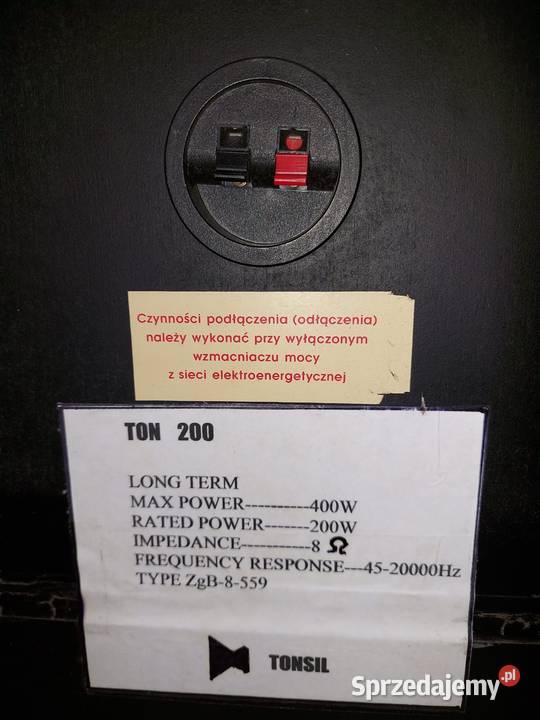 Czynności podłączenia (odłączenia)
należy wykonać przy wyłączonym
wzmacniaczu mocy
z sieci elektroenergetycznej
TON 200
LONG TERM
MAX POWER-----------400W
RATED POWER-------200W
IMPEDANCE------------8 Ω
FREQUENCY RESPONSE---45-20000Hz
TYPE ZgB-8-559
TONSIL
Sprzedajemy.pl